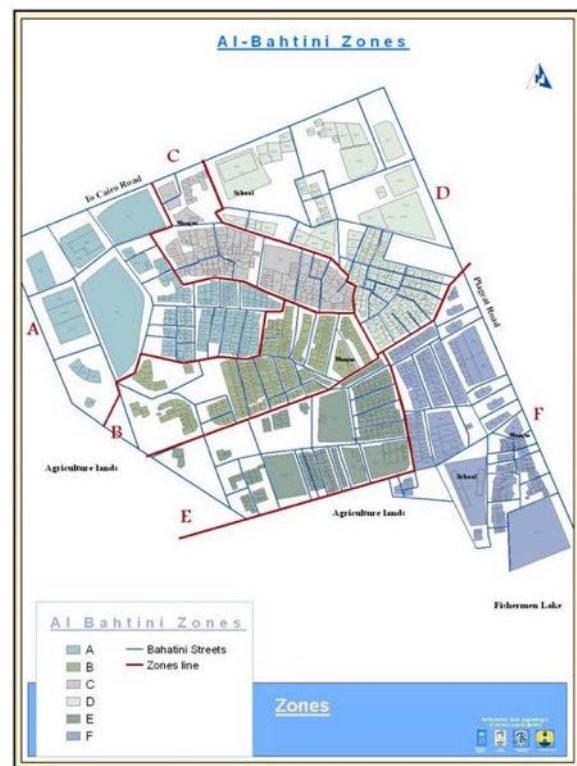 Al-Bahtini Zones
C
To Cairo Road
School
D
Mosque
Plageat Road
A
Mosque
F
B
Mosque
Agriculture lands
School
E
Agriculture lands
Fishermen Lake
Al Bahtini Zones
A
B
C
D
E
F
Bahatini Streets
Zones line
Zones